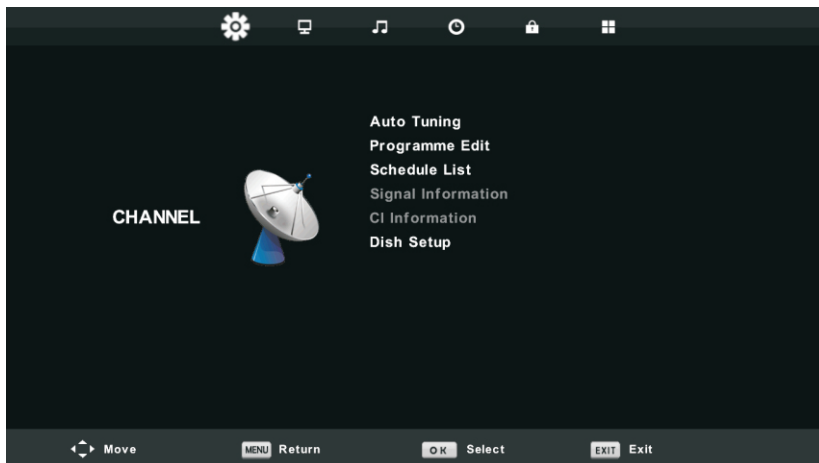 Auto Tuning
Programme Edit
Schedule List
Signal Information
CHANNEL
CI Information
Dish Setup
Move
MENU Return
OK Select
EXIT Exit